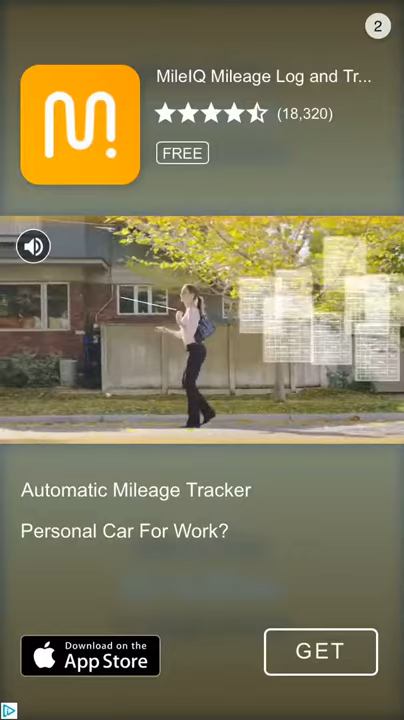 2
MileIQ Mileage Log and Tr...
(18,320)
FREE
Automatic Mileage Tracker
Personal Car For Work?
Download on the
App Store
GET